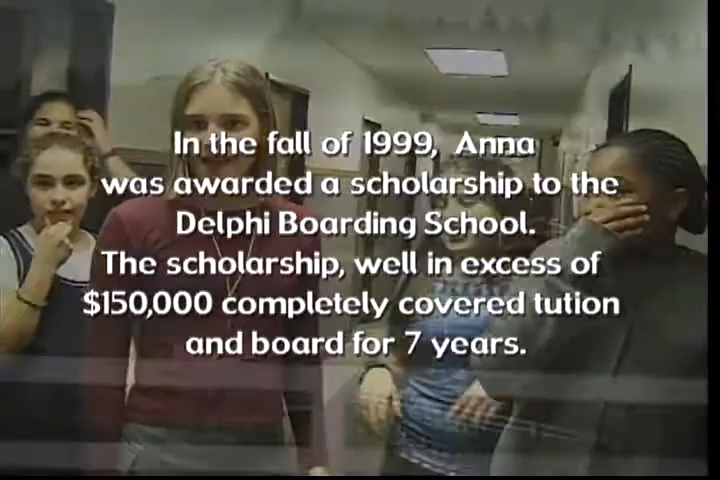 In the fall of 1999, Anna
was awarded a scholarship to the
Delphi Boarding School.
The scholarship, well in excess of
$150,000 completely covered tution
and board for 7 years.